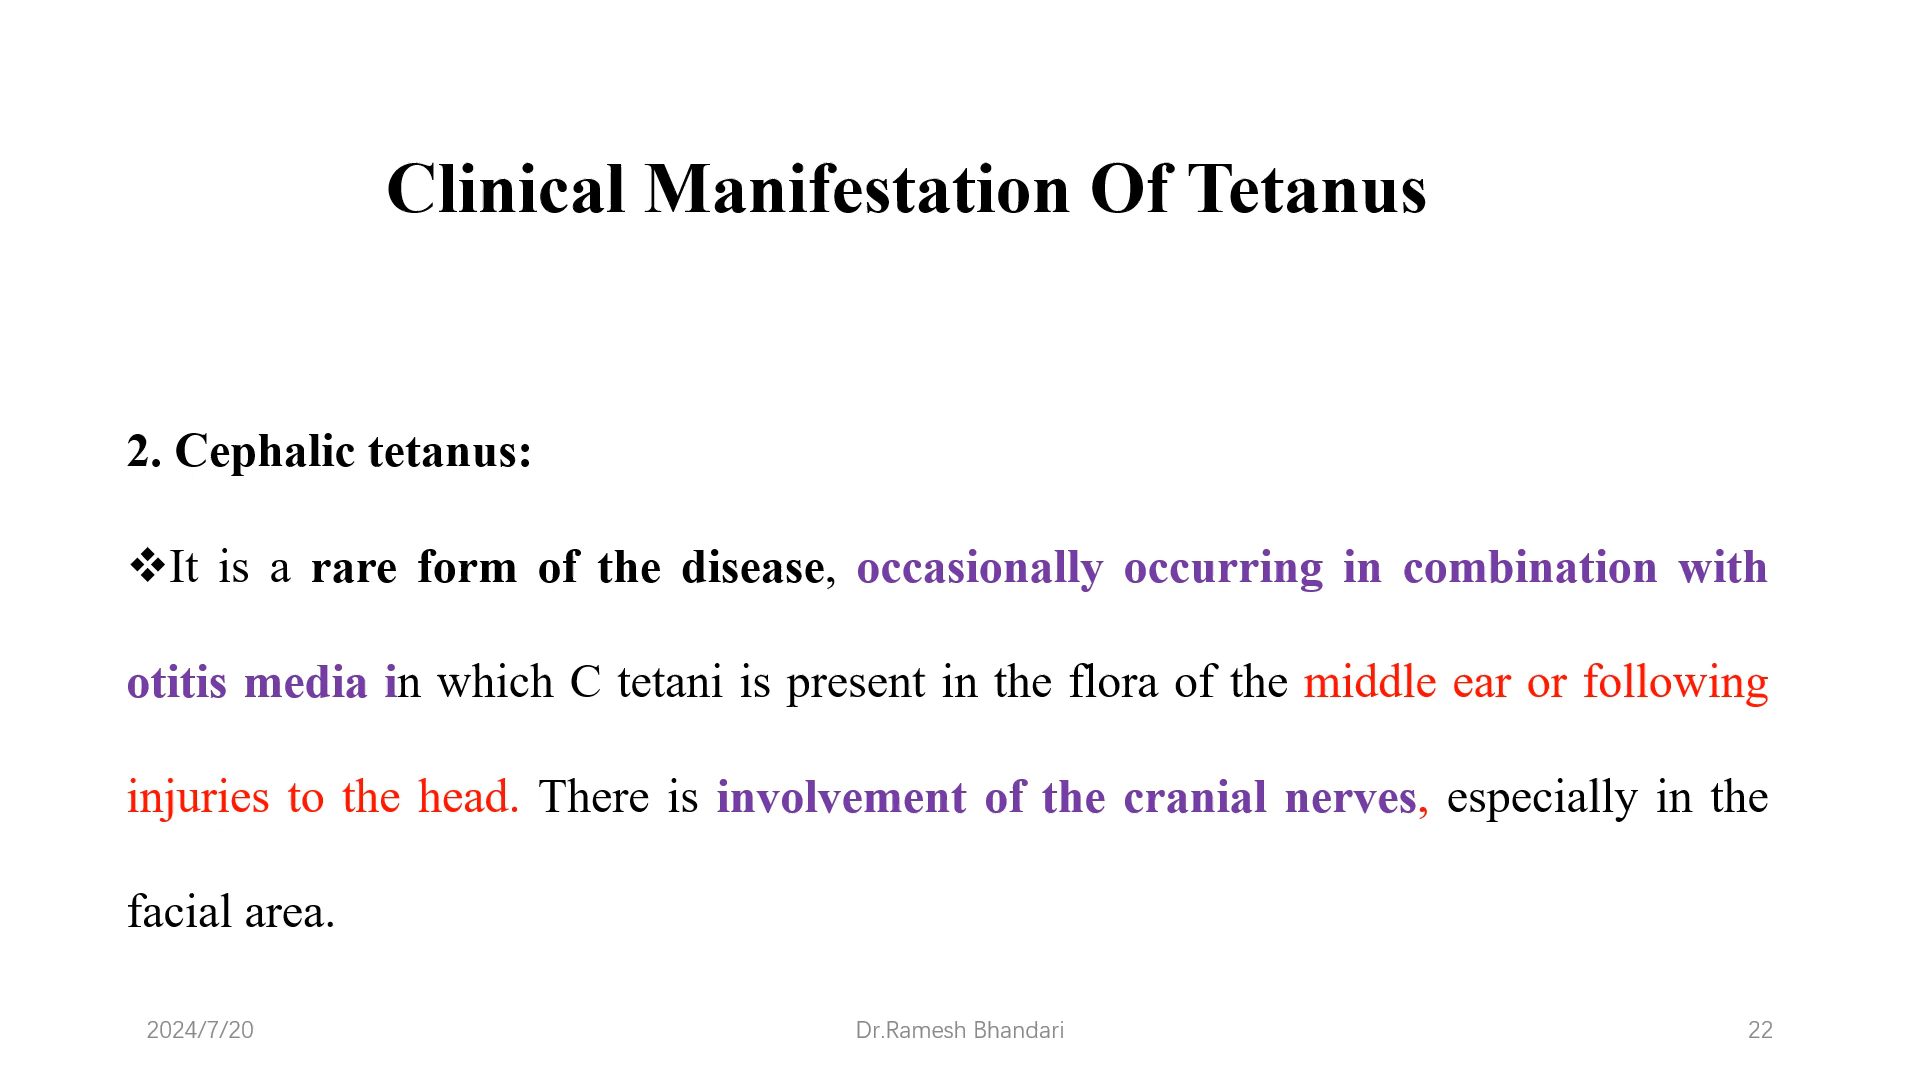 Clinical Manifestation Of Tetanus
2. Cephalic tetanus:
❖It is a rare form of the disease, occasionally occurring in combination with
otitis media in which C tetani is present in the flora of the middle ear or following
injuries to the head. There is involvement of the cranial nerves, especially in the
facial area.
2024/7/20
Dr.Ramesh Bhandari
22